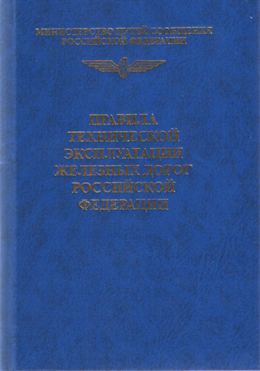 МИНИСТЕРСТВО ПУТЕЙ СООБЩЕНИЯ
РОССИЙСКОЙ ФЕДЕРАЦИИ
ПРАВИЛА
ТЕХНИЧЕСКОЙ
ЭКСПЛУАТАЦИИ
ЖЕЛЕЗНЫХ ДОРОГ
РОССИЙСКОЙ
ФЕДЕРАЦИИ